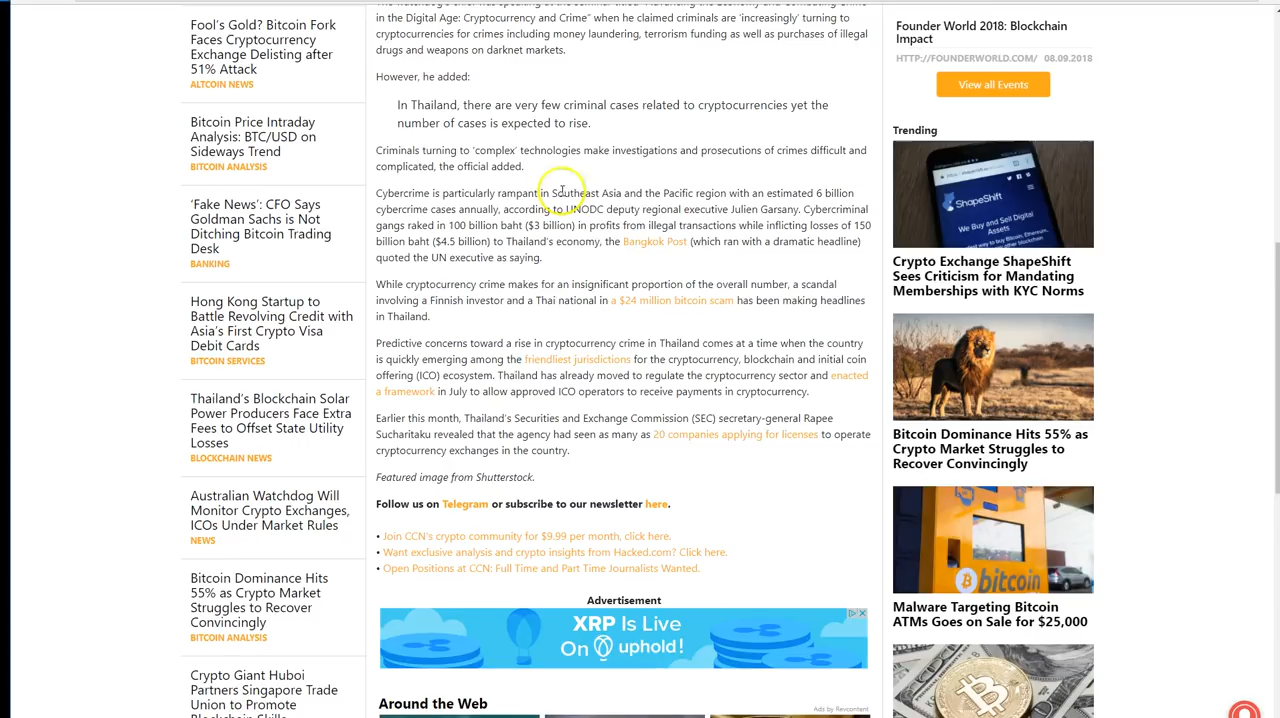 Fool's Gold? Bitcoin Fork
Faces Cryptocurrency
Exchange Delisting after
51% Attack
ALTCOIN NEWS
Bitcoin Price Intraday
Analysis: BTC/USD on
Sideways Trend
BITCOIN ANALYSIS
'Fake News': CFO Says
Goldman Sachs is Not
Ditching Bitcoin Trading
Desk
BANKING
Hong Kong Startup to
Battle Revolving Credit with
Asia's First Crypto Visa
Debit Cards
BITCOIN SERVICES
Thailand's Blockchain Solar
Power Producers Face Extra
Fees to Offset State Utility
Losses
BLOCKCHAIN NEWS
Australian Watchdog Will
Monitor Crypto Exchanges,
ICOs Under Market Rules
NEWS
Bitcoin Dominance Hits
55% as Crypto Market
Struggles to Recover
Convincingly
BITCOIN ANALYSIS
Crypto Giant Huboi
Partners Singapore Trade
Union to Promote
in the Digital Age: Cryptocurrency and Crime" when he claimed criminals are 'increasingly' turning to
cryptocurrencies for crimes including money laundering, terrorism funding as well as purchases of illegal
drugs and weapons on darknet markets.
However, he added:
In Thailand, there are very few criminal cases related to cryptocurrencies yet the
number of cases is expected to rise.
Criminals turning to 'complex' technologies make investigations and prosecutions of crimes difficult and
complicated, the official added.
Cybercrime is particularly rampant in Southeast Asia and the Pacific region with an estimated 6 billion
cybercrime cases annually, according to UNODC deputy regional executive Julien Garsany. Cybercriminal
gangs raked in 100 billion baht ($3 billion) in profits from illegal transactions while inflicting losses of 150
billion baht ($4.5 billion) to Thailand's economy, the Bangkok Post (which ran with a dramatic headline)
quoted the UN executive as saying.
While cryptocurrency crime makes for an insignificant proportion of the overall number, a scandal
involving a Finnish investor and a Thai national in a $24 million bitcoin scam has been making headlines
in Thailand.
Predictive concerns toward a rise in cryptocurrency crime in Thailand comes at a time when the country
is quickly emerging among the friendliest jurisdictions for the cryptocurrency, blockchain and initial coin
offering (ICO) ecosystem. Thailand has already moved to regulate the cryptocurrency sector and enacted
a framework in July to allow approved ICO operators to receive payments in cryptocurrency.
Earlier this month, Thailand's Securities and Exchange Commission (SEC) secretary-general Rapee
Sucharitaku revealed that the agency had seen as many as 20 companies applying for licenses to operate
cryptocurrency exchanges in the country.
Featured image from Shutterstock.
Follow us on Telegram or subscribe to our newsletter here.
• Join CCN's crypto community for $9.99 per month, click here.
• Want exclusive analysis and crypto insights from Hacked.com? Click here.
• Open Positions at CCN: Full Time and Part Time Journalists Wanted.
Advertisement
XRP Is Live
On uphold!
Around the Web
Ads by Revcontent
Founder World 2018: Blockchain
Impact
HTTP://FOUNDERWORLD.COM/ 08.09.2018
View all Events
Trending
ShapeShift
We Buy and Sell Digital
Assets
Crypto Exchange ShapeShift
Sees Criticism for Mandating
Memberships with KYC Norms
Bitcoin Dominance Hits 55% as
Crypto Market Struggles to
Recover Convincingly
bitcoin
Malware Targeting Bitcoin
ATMs Goes on Sale for $25,000